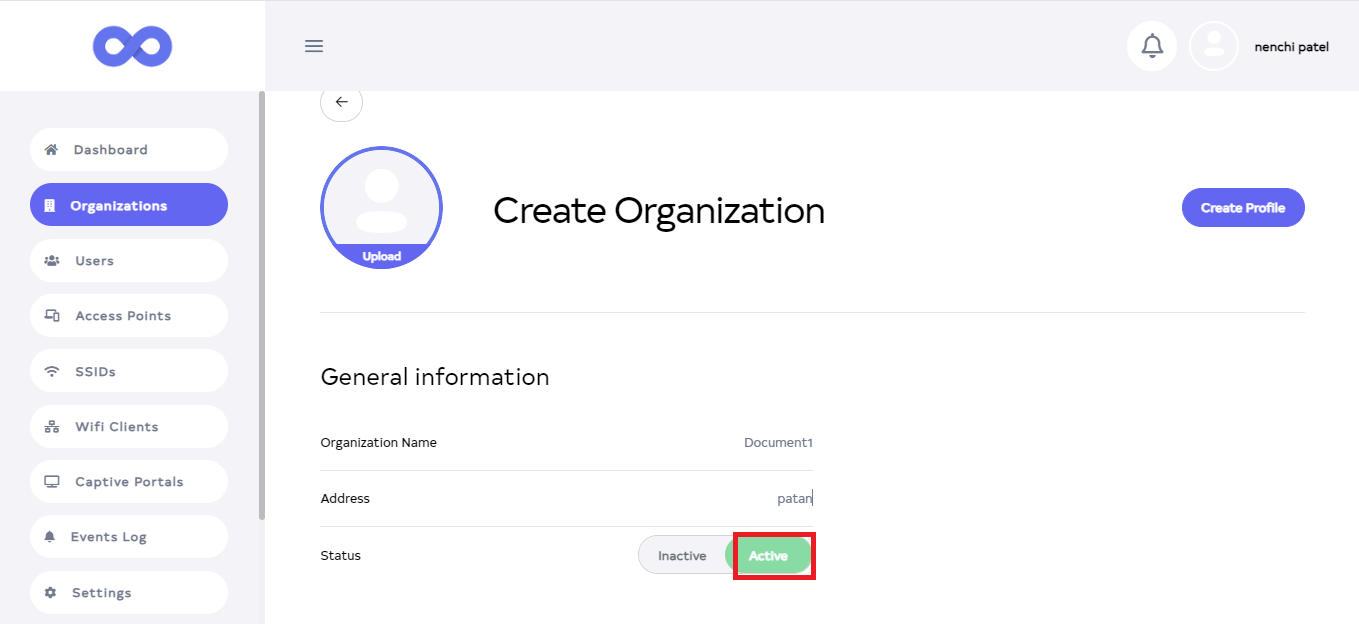 nenchi patel
Dashboard
Organizations
Users
Access Points
SSIDs
Wifi Clients
Captive Portals
Events Log
Settings
Upload
Create Organization
Create Profile
General information
Organization Name Document1
Address patan
Status Inactive Active